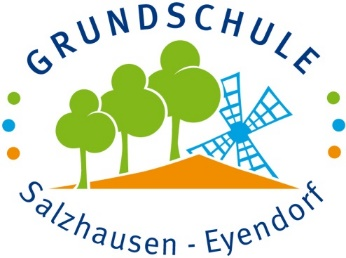 GRUNDSCHULE
Salzhausen - Eyendorf